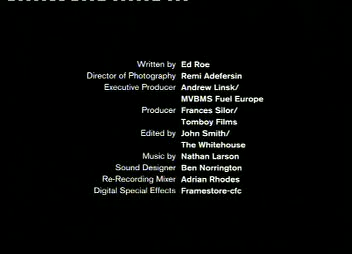 Written by Ed Roe
Director of Photography Remi Adefersin
Executive Producer Andrew Linsk/
MVBMS Fuel Europe
Producer Frances Silor/
Tomboy Films
Edited by John Smith/
The Whitehouse
Music by Nathan Larson
Sound Designer Ben Norrington
Re-Recording Mixer Adrian Rhodes
Digital Special Effects Framestore-cfc